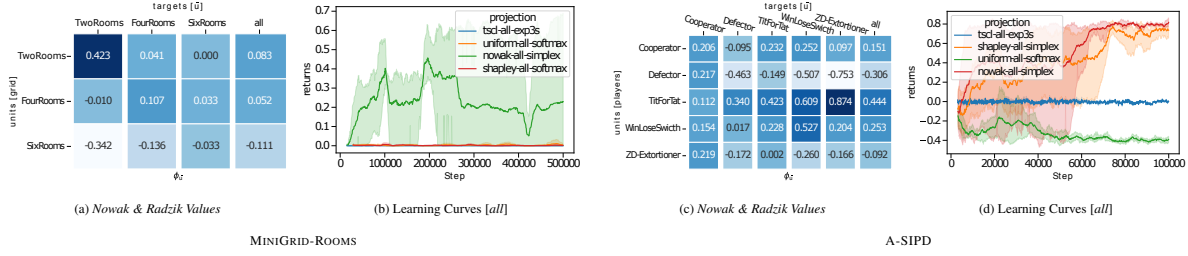 targets [ū]
TwoRooms FourRooms SixRooms all
units [grid]
TwoRooms 0.423 0.041 0.000 0.083
FourRooms -0.010 0.107 0.033 0.052
SixRooms -0.342 -0.136 -0.033 -0.111
ϕū
(a) Nowak & Radzik Values
returns
0.6
0.5
0.4
0.3
0.2
0.1
0.0
projection
tscl-all-exp3s
uniform-all-softmax
nowak-all-simplex
shapley-all-softmax
0 100000 200000 300000 400000 500000
Step
(b) Learning Curves [all]
MINIGRID-ROOMS
targets [ū]
Cooperator Defector TitForTat WinLoseSwicth ZD-Extortioner all
units [players]
Cooperator 0.206 -0.095 0.232 0.252 0.097 0.151
Defector 0.217 -0.463 -0.149 -0.507 -0.753 -0.306
TitForTat 0.112 0.340 0.423 0.609 0.874 0.444
WinLoseSwicth 0.154 0.017 0.228 0.527 0.204 0.253
ZD-Extortioner 0.219 -0.172 0.002 -0.260 -0.166 -0.092
ϕū
(c) Nowak & Radzik Values
returns
0.8
0.6
0.4
0.2
0.0
−0.2
−0.4
projection
tscl-all-exp3s
shapley-all-simplex
uniform-all-softmax
nowak-all-simplex
0 20000 40000 60000 80000 100000
Step
(d) Learning Curves [all]
A-SIPD